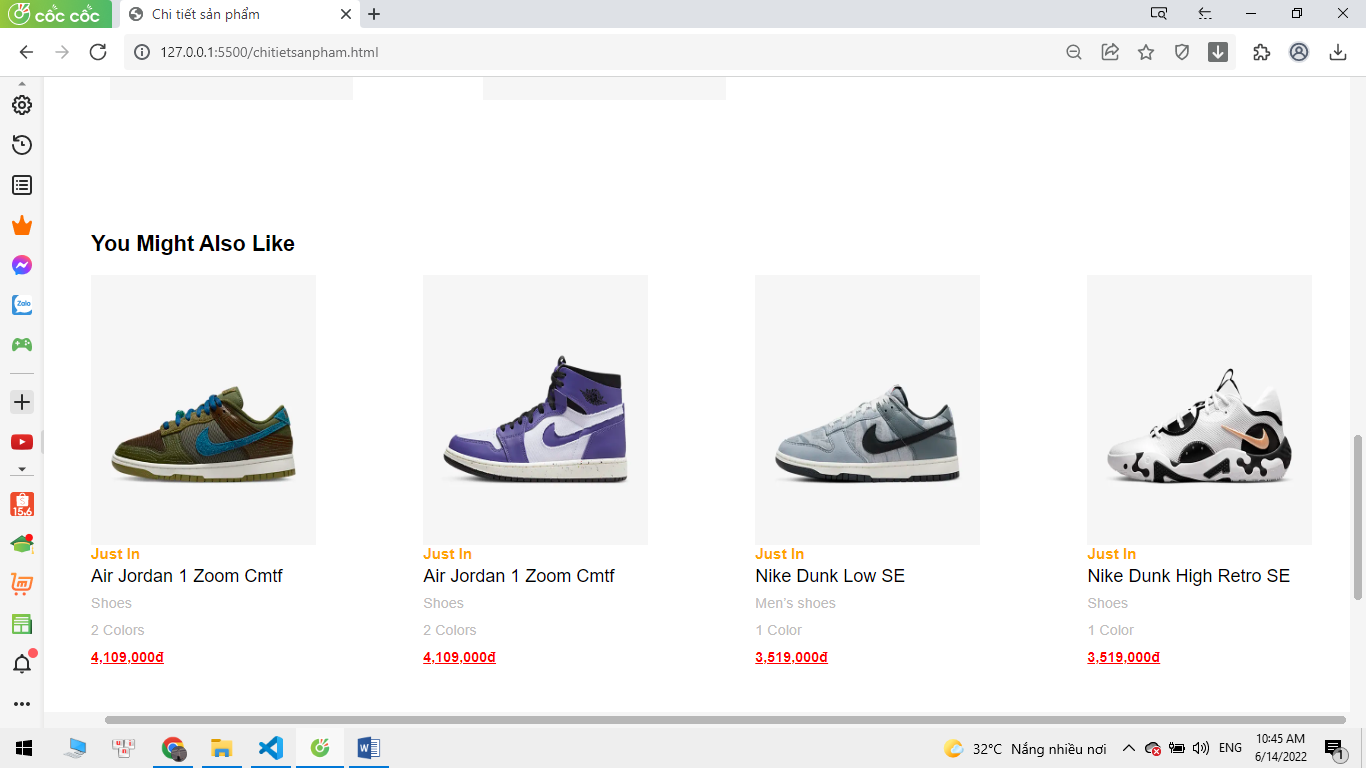 cốc cốc
Chi tiết sản phẩm
127.0.0.1:5500/chitietsanpham.html
You Might Also Like
Just In
Air Jordan 1 Zoom Cmtf
Shoes
2 Colors
4,109,000đ
Just In
Air Jordan 1 Zoom Cmtf
Shoes
2 Colors
4,109,000đ
Just In
Nike Dunk Low SE
Men's shoes
1 Color
3,519,000đ
Just In
Nike Dunk High Retro SE
Shoes
1 Color
3,519,000đ
Zalo
15.6
32°C Nắng nhiều nơi
ENG
10:45 AM
6/14/2022
1